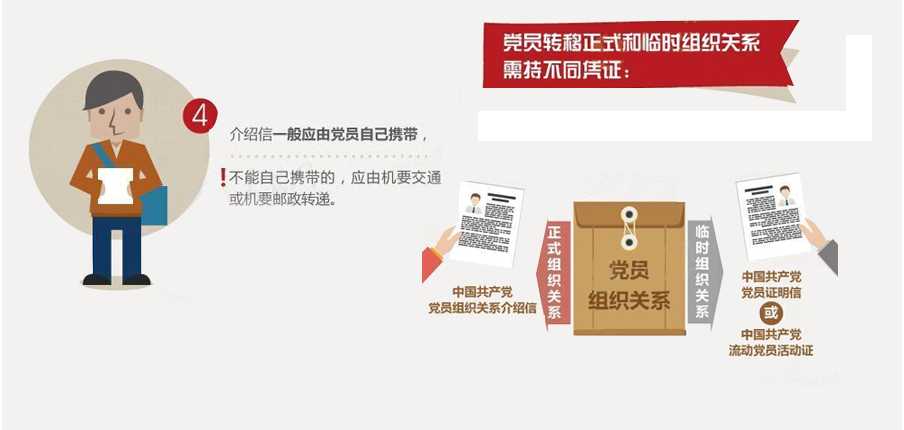 4
介绍信一般应由党员自己携带，
！不能自己携带的，应由机要交通
或机要邮政转递。
党员转移正式和临时组织关系
需持不同凭证：
正式组织关系
党员
组织关系
临时组织关系
中国共产党
党员组织关系介绍信
中国共产党
党员证明信
或
中国共产党
流动党员活动证